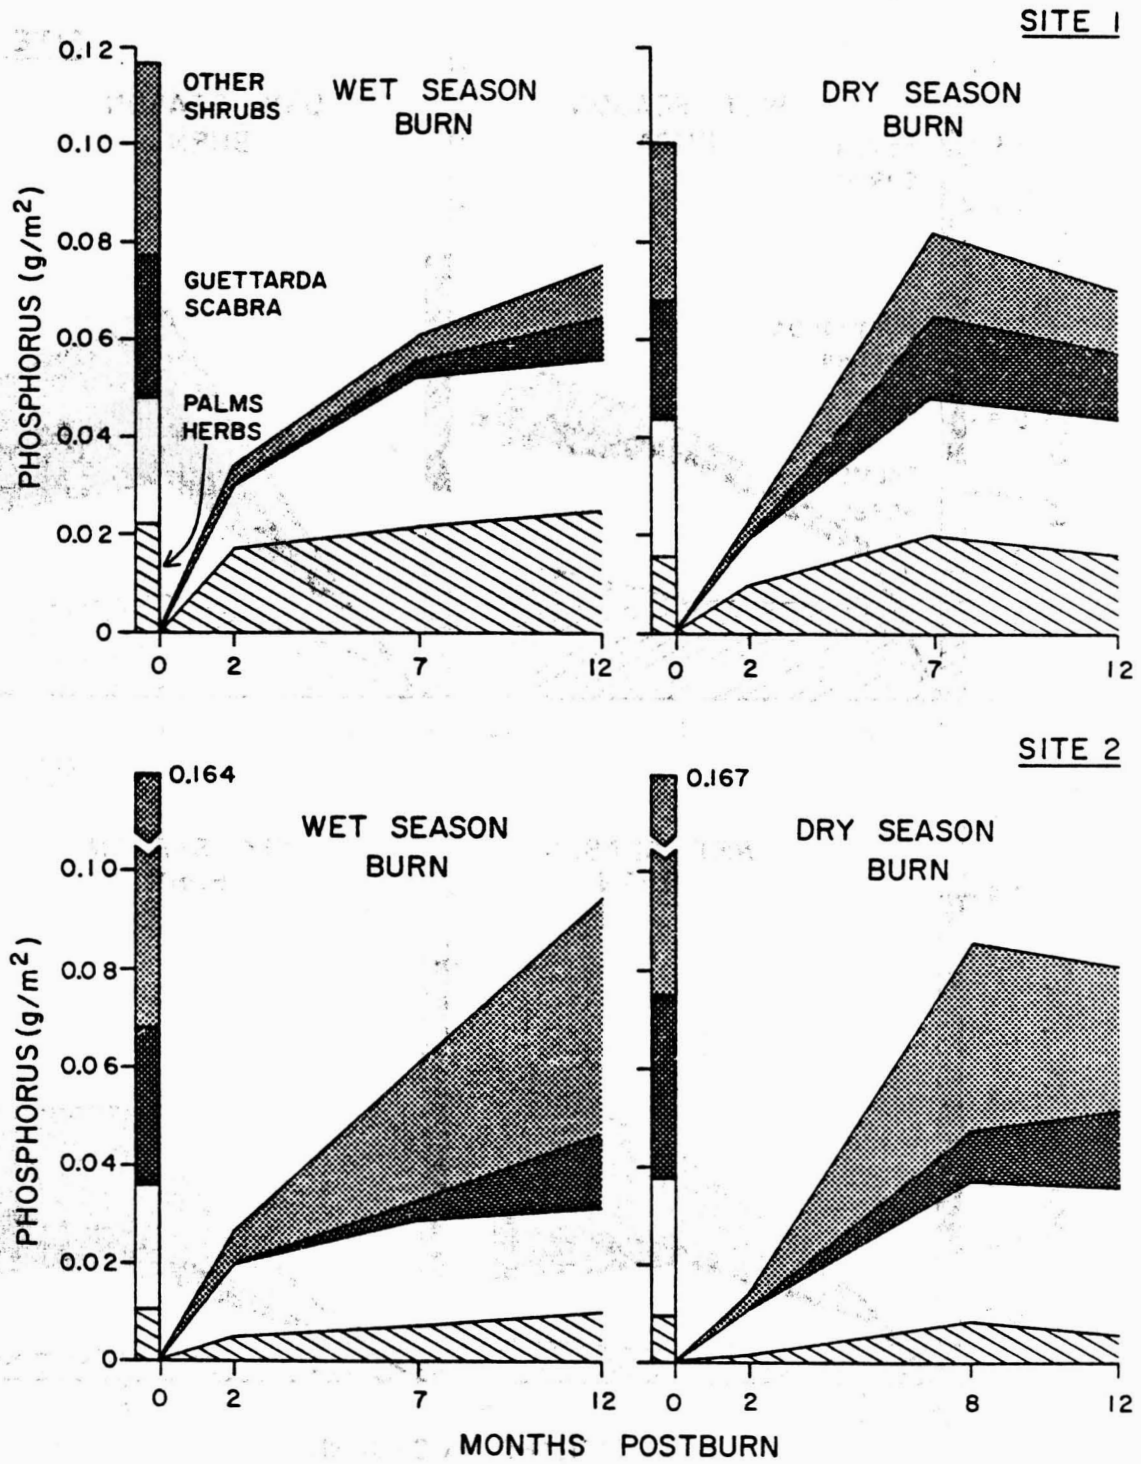 SITE 1
0.12
0.10
0.08
0.06
0.04
0.02
0
PHOSPHORUS (g/m²)
OTHER
SHRUBS
GUETTARDA
SCABRA
PALMS
HERBS
WET SEASON
BURN
0 2 7 12
DRY SEASON
BURN
0 2 7 12
SITE 2
0.164
0.10
0.08
0.06
0.04
0.02
0
PHOSPHORUS (g/m²)
WET SEASON
BURN
0 2 7 12
0.167
DRY SEASON
BURN
0 2 8 12
MONTHS POSTBURN